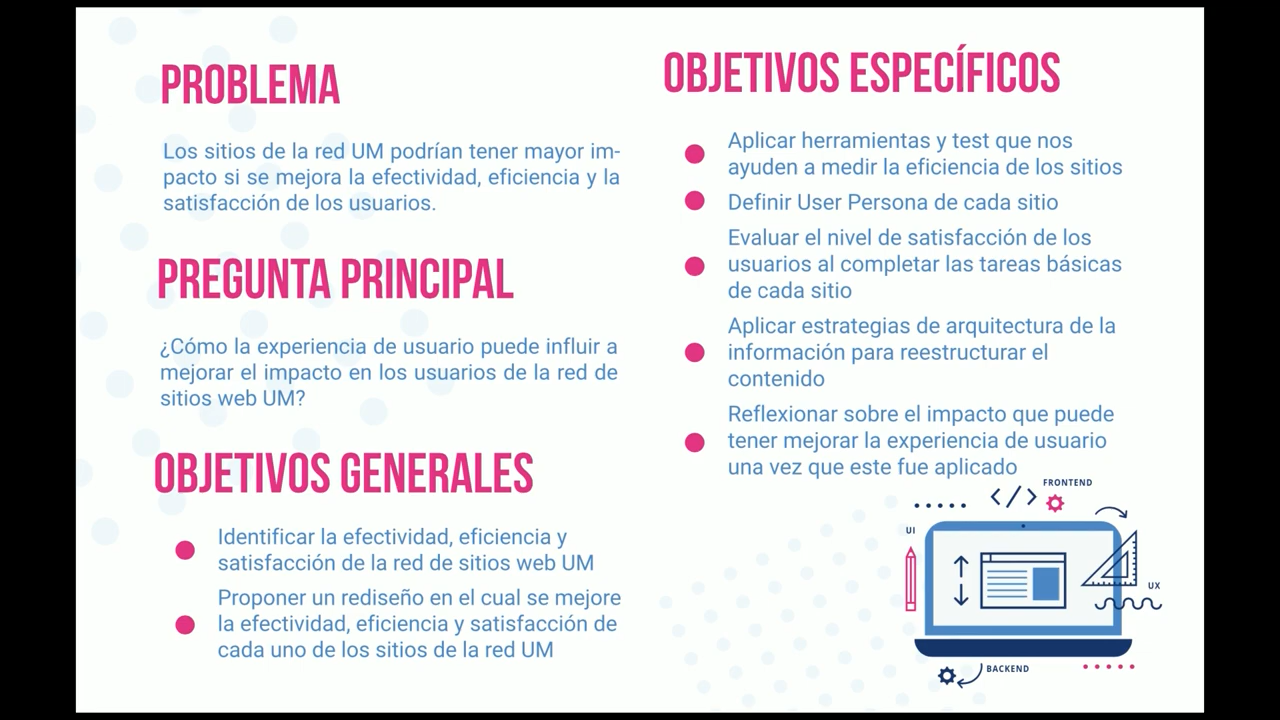 PROBLEMA
Los sitios de la red UM podrían tener mayor im-
pacto si se mejora la efectividad, eficiencia y la
satisfacción de los usuarios.
PREGUNTA PRINCIPAL
¿Cómo la experiencia de usuario puede influir a
mejorar el impacto en los usuarios de la red de
sitios web UM?
OBJETIVOS GENERALES
Identificar la efectividad, eficiencia y
satisfacción de la red de sitios web UM
Proponer un rediseño en el cual se mejore
la efectividad, eficiencia y satisfacción de
cada uno de los sitios de la red UM
OBJETIVOS ESPECÍFICOS
Aplicar herramientas y test que nos
ayuden a medir la eficiencia de los sitios
Definir User Persona de cada sitio
Evaluar el nivel de satisfacción de los
usuarios al completar las tareas básicas
de cada sitio
Aplicar estrategias de arquitectura de la
información para reestructurar el
contenido
Reflexionar sobre el impacto que puede
tener mejorar la experiencia de usuario
una vez que este fue aplicado
</> FRONTEND
UI
UX
BACKEND